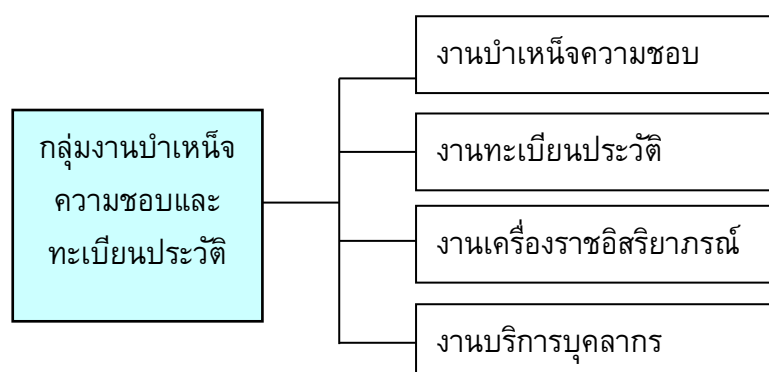 กลุ่มงานบำเหน็จ
ความชอบและ
ทะเบียนประวัติ
งานบำเหน็จความชอบ
งานทะเบียนประวัติ
งานเครื่องราชอิสริยาภรณ์
งานบริการบุคลากร